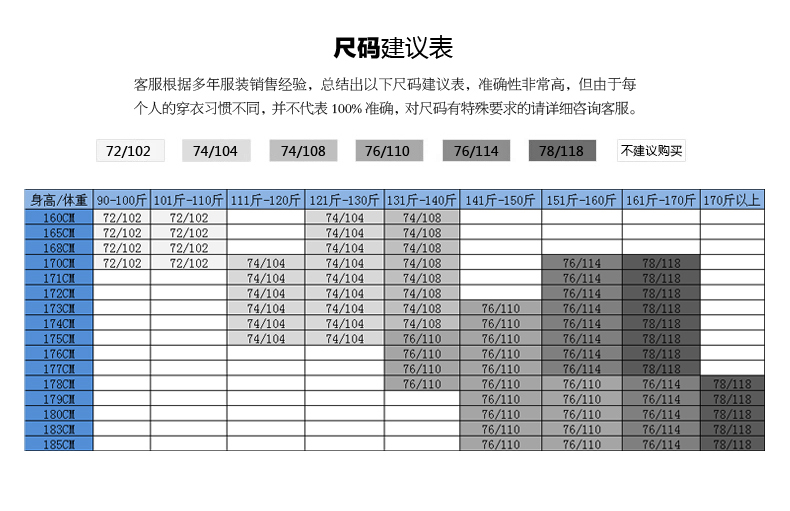 尺码建议表
客服根据多年服装销售经验，总结出以下尺码建议表，准确性非常高，但由于每
个人的穿衣习惯不同，并不代表 100% 准确，对尺码有特殊要求的请详细咨询客服。
72/102 74/104 74/108 76/110 76/114 78/118 不建议购买
身高/体重 90-100斤 101斤-110斤 111斤-120斤 121斤-130斤 131斤-140斤 141斤-150斤 151斤-160斤 161斤-170斤 170斤以上
160CM 72/102 72/102 74/104 74/108
165CM 72/102 72/102 74/104 74/108
168CM 72/102 72/102 74/104 74/108
170CM 72/102 72/102 74/104 74/104 74/108 76/114 78/118
171CM 74/104 74/104 74/108 76/114 78/118
172CM 74/104 74/104 74/108 76/114 78/118
173CM 74/104 74/104 74/108 76/110 76/114 78/118
174CM 74/104 74/104 74/108 76/110 76/114 78/118
175CM 74/104 74/104 76/110 76/110 76/114 78/118
176CM 76/110 76/110 76/114 78/118
177CM 76/110 76/110 76/114 78/118
178CM 76/110 76/110 76/110 76/114 78/118
179CM 76/110 76/110 76/114 78/118
180CM 76/110 76/110 76/114 78/118
183CM 76/110 76/110 76/114 78/118
185CM 76/110 76/110 76/114 78/118